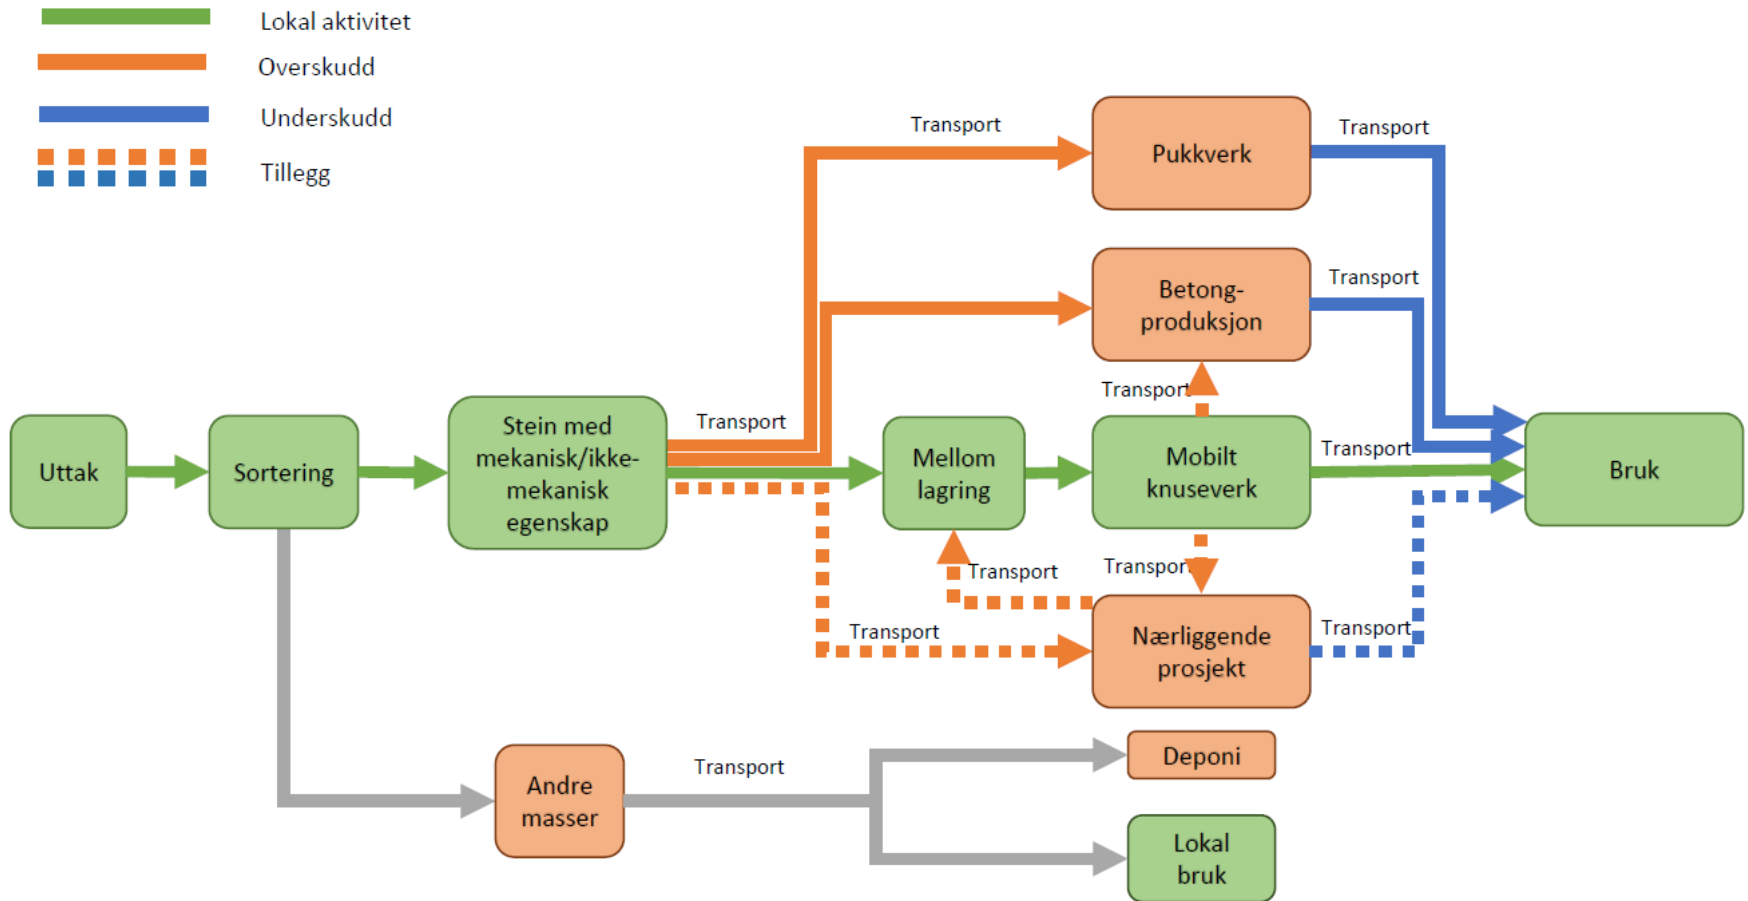 Lokal aktivitet
Overskudd
Underskudd
Tillegg
Transport
Pukkverk
Transport
Betong-
produksjon
Transport
Transport
Uttak
Sortering
Stein med
mekanisk/ikke-
mekanisk
egenskap
Transport
Mellom
lagring
Mobilt
knuseverk
Transport
Bruk
Transport
Transport
Transport
Nærliggende
prosjekt
Transport
Andre
masser
Transport
Deponi
Lokal
bruk